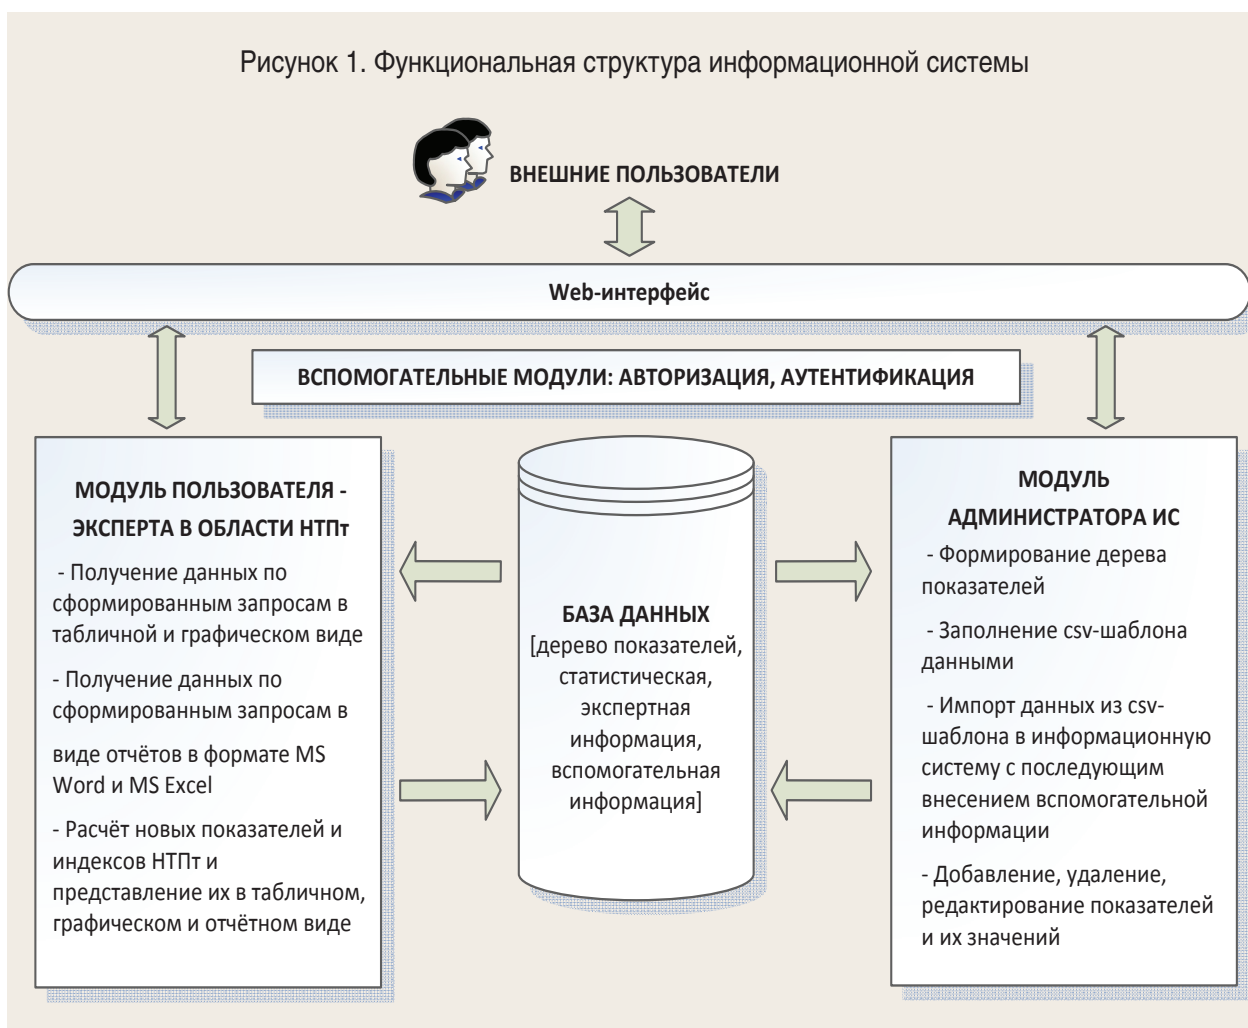 Рисунок 1. Функциональная структура информационной системы
ВНЕШНИЕ ПОЛЬЗОВАТЕЛИ
Web-интерфейс
ВСПОМОГАТЕЛЬНЫЕ МОДУЛИ: АВТОРИЗАЦИЯ, АУТЕНТИФИКАЦИЯ
МОДУЛЬ ПОЛЬЗОВАТЕЛЯ -
ЭКСПЕРТА В ОБЛАСТИ НТПт
- Получение данных по
сформированным запросам в
табличной и графическом виде
- Получение данных по
сформированным запросам в
виде отчётов в формате MS
Word и MS Excel
- Расчёт новых показателей и
индексов НТПт и
представление их в табличном,
графическом и отчётном виде
БАЗА ДАННЫХ
[дерево показателей,
статистическая,
экспертная
информация,
вспомогательная
информация]
МОДУЛЬ
АДМИНИСТРАТОРА ИС
- Формирование дерева
показателей
- Заполнение csv-шаблона
данными
- Импорт данных из csv-
шаблона в информационную
систему с последующим
внесением вспомогательной
информации
- Добавление, удаление,
редактирование показателей
и их значений